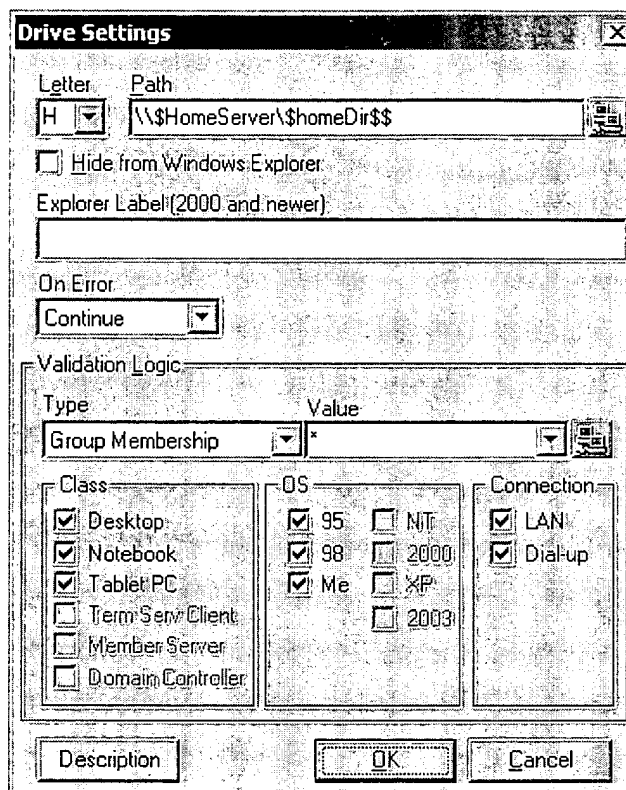 Drive Settings
Letter Path
H \\$HomeServer\$homeDir$$
Hide from Windows Explorer
Explorer Label (2000 and newer)
On Error
Continue
Validation Logic
Type Value
Group Membership *
Class OS Connection
Desktop 95 NT LAN
Notebook 98 2000 Dial-up
Tablet PC Me XP
Term Serv Client 2003
Member Server
Domain Controller
Description OK Cancel